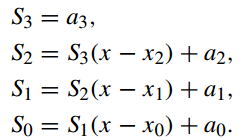 S₃ = a₃,
S₂ = S₃(x − x₂) + a₂,
S₁ = S₂(x − x₁) + a₁,
S₀ = S₁(x − x₀) + a₀.